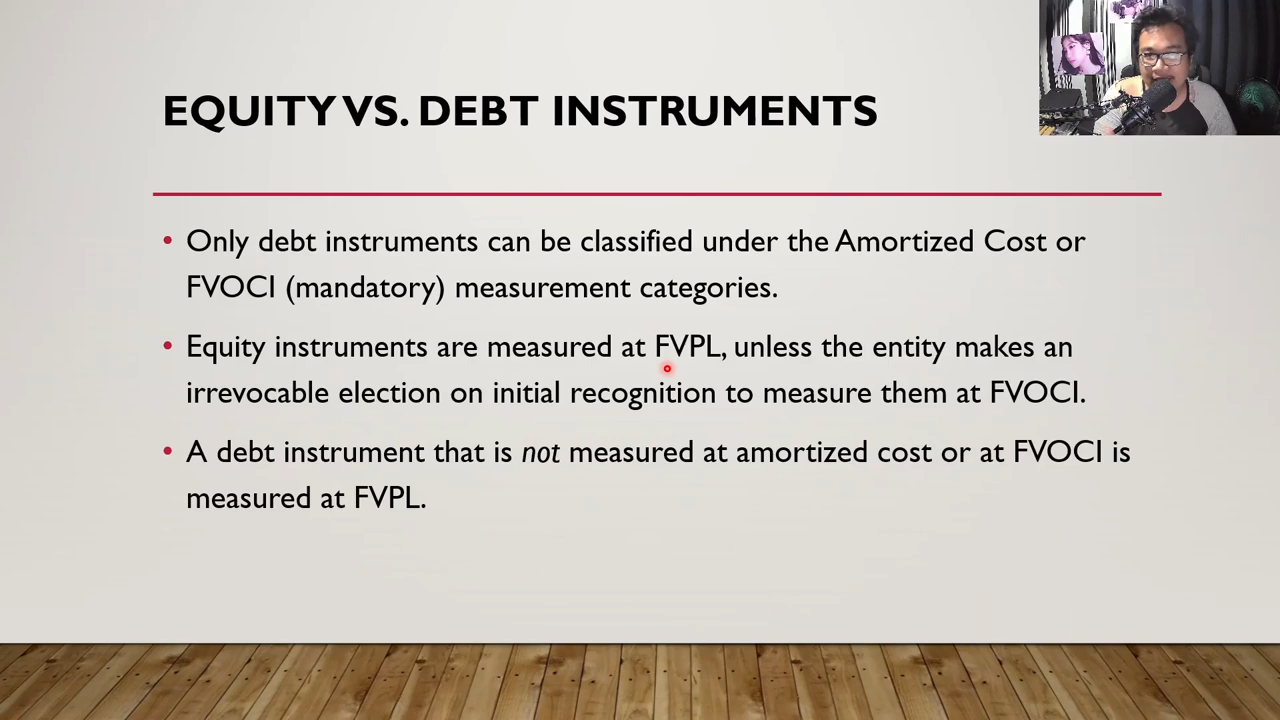 EQUITY VS. DEBT INSTRUMENTS
• Only debt instruments can be classified under the Amortized Cost or
FVOCI (mandatory) measurement categories.
• Equity instruments are measured at FVPL, unless the entity makes an
irrevocable election on initial recognition to measure them at FVOCI.
• A debt instrument that is not measured at amortized cost or at FVOCI is
measured at FVPL.